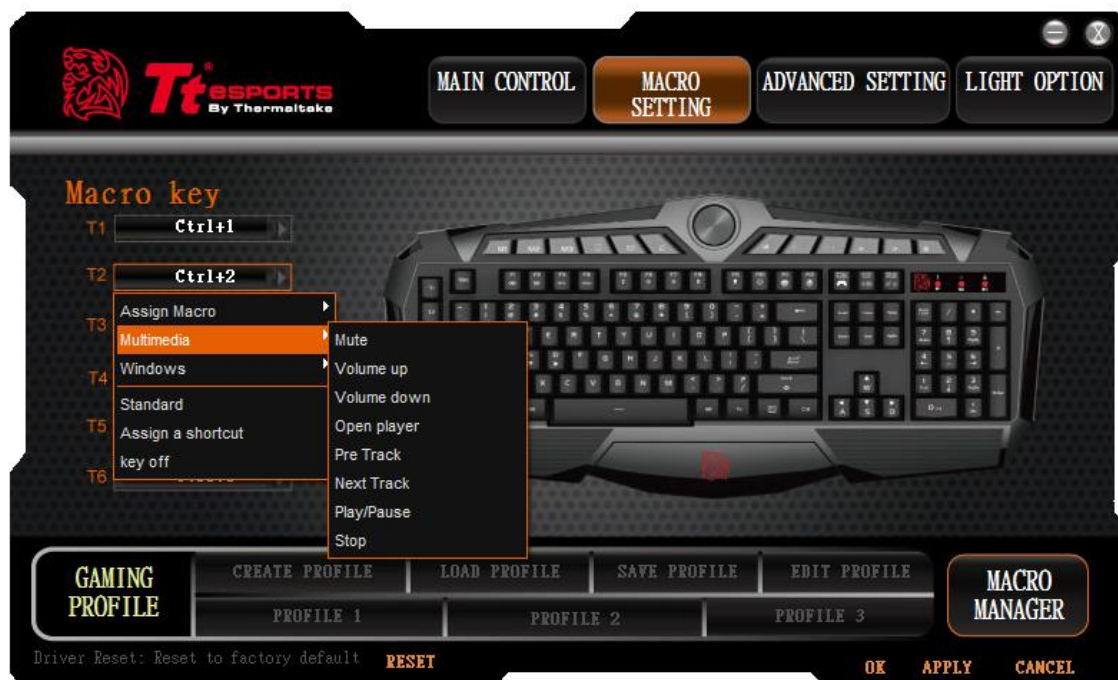 Tt eSPORTS
By Thermaltake
MAIN CONTROL
MACRO
SETTING
ADVANCED SETTING
LIGHT OPTION
Macro key
T1
Ctrl+1
T2
Ctrl+2
T3
T4
T5
T6
Assign Macro
Multimedia
Windows
Standard
Assign a shortcut
key off
Mute
Volume up
Volume down
Open player
Pre Track
Next Track
Play/Pause
Stop
GAMING
PROFILE
CREATE PROFILE
LOAD PROFILE
SAVE PROFILE
EDIT PROFILE
PROFILE 1
PROFILE 2
PROFILE 3
MACRO
MANAGER
Driver Reset: Reset to factory default
RESET
OK
APPLY
CANCEL